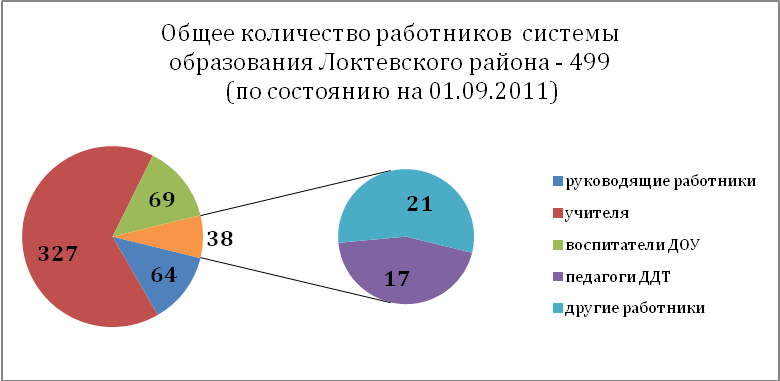 Общее количество работников системы
образования Локтевского района - 499
(по состоянию на 01.09.2011)
69
327
38
64
21
17
руководящие работники
учителя
воспитатели ДОУ
педагоги ДДТ
другие работники